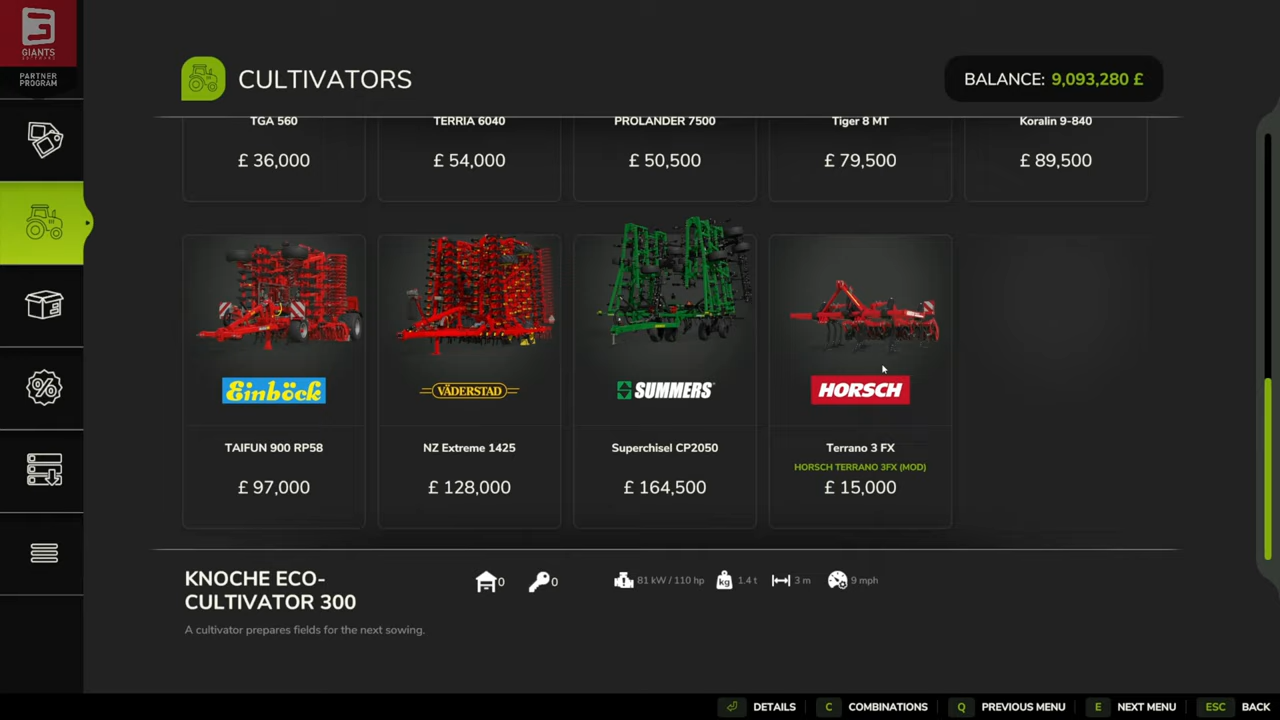 GIANTS
SOFTWARE
PARTNER
PROGRAM
CULTIVATORS
BALANCE: 9,093,280 £
TGA 560
TERRIA 6040
PROLANDER 7500
Tiger 8 MT
Koralin 9-840
£ 36,000
£ 54,000
£ 50,500
£ 79,500
£ 89,500
Einböck
VÄDERSTAD
SUMMERS
HORSCH
TAIFUN 900 RP58
NZ Extreme 1425
Superchisel CP2050
Terrano 3 FX
HORSCH TERRANO 3FX (MOD)
£ 97,000
£ 128,000
£ 164,500
£ 15,000
KNOCHE ECO-
CULTIVATOR 300
0
0
81 kW / 110 hp
kg 1.4 t
3 m
9 mph
A cultivator prepares fields for the next sowing.
DETAILS
C COMBINATIONS
Q PREVIOUS MENU
E NEXT MENU
ESC BACK